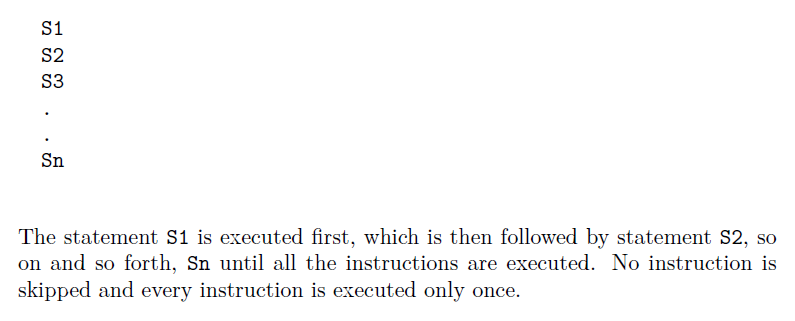 S1
S2
S3
.
.
Sn
The statement S1 is executed first, which is then followed by statement S2, so
on and so forth, Sn until all the instructions are executed. No instruction is
skipped and every instruction is executed only once.